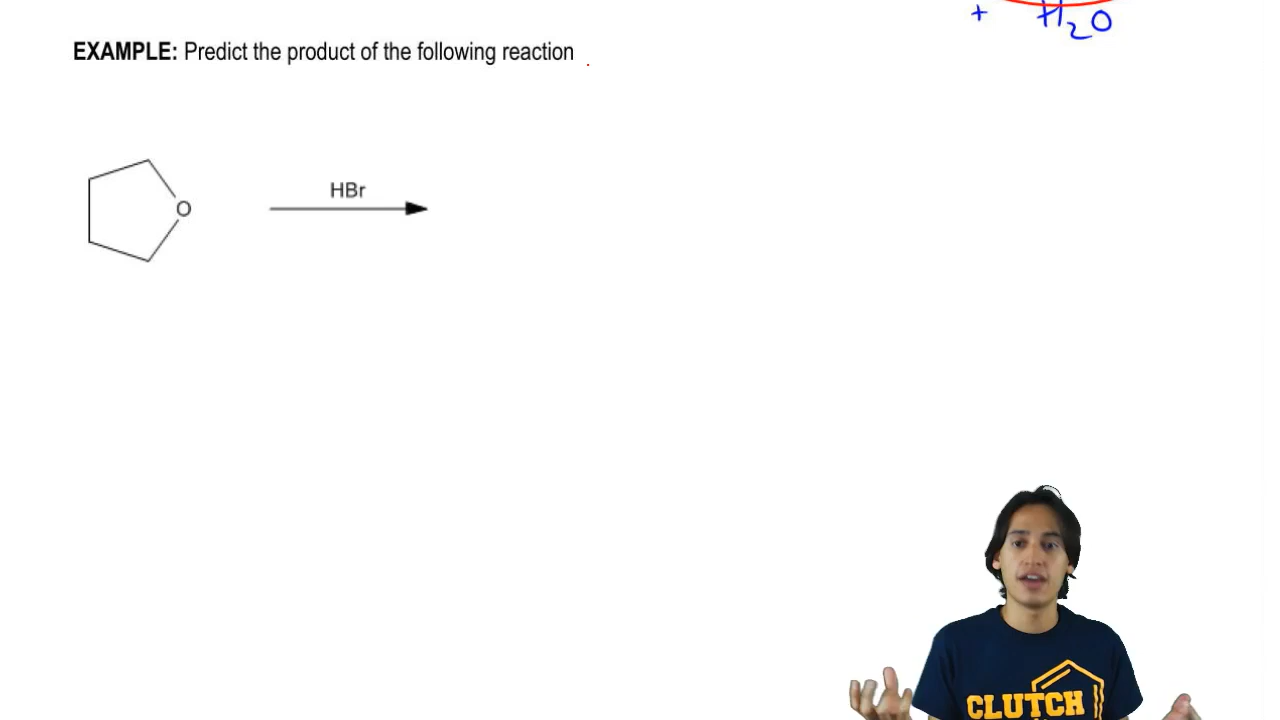 + H2O
EXAMPLE: Predict the product of the following reaction
HBr
O
CLUTCH